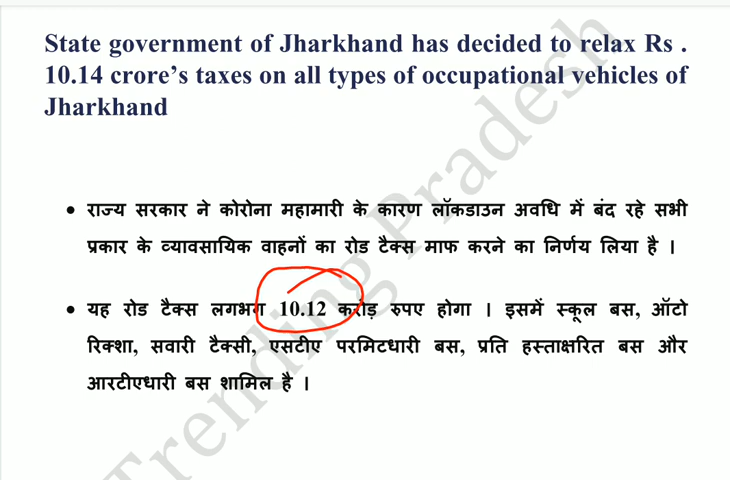 State government of Jharkhand has decided to relax Rs .
10.14 crore's taxes on all types of occupational vehicles of
Jharkhand
• राज्य सरकार ने कोरोना महामारी के कारण लॉकडाउन अवधि में बंद रहे सभी
प्रकार के व्यावसायिक वाहनों का रोड टैक्स माफ करने का निर्णय लिया है ।
• यह रोड टैक्स लगभग 10.12 करोड़ रुपए होगा । इसमें स्कूल बस, ऑटो
रिक्शा, सवारी टैक्सी, एसटीए परमिटधारी बस, प्रति हस्ताक्षरित बस और
आरटीएधारी बस शामिल है ।
Trending Pradesh